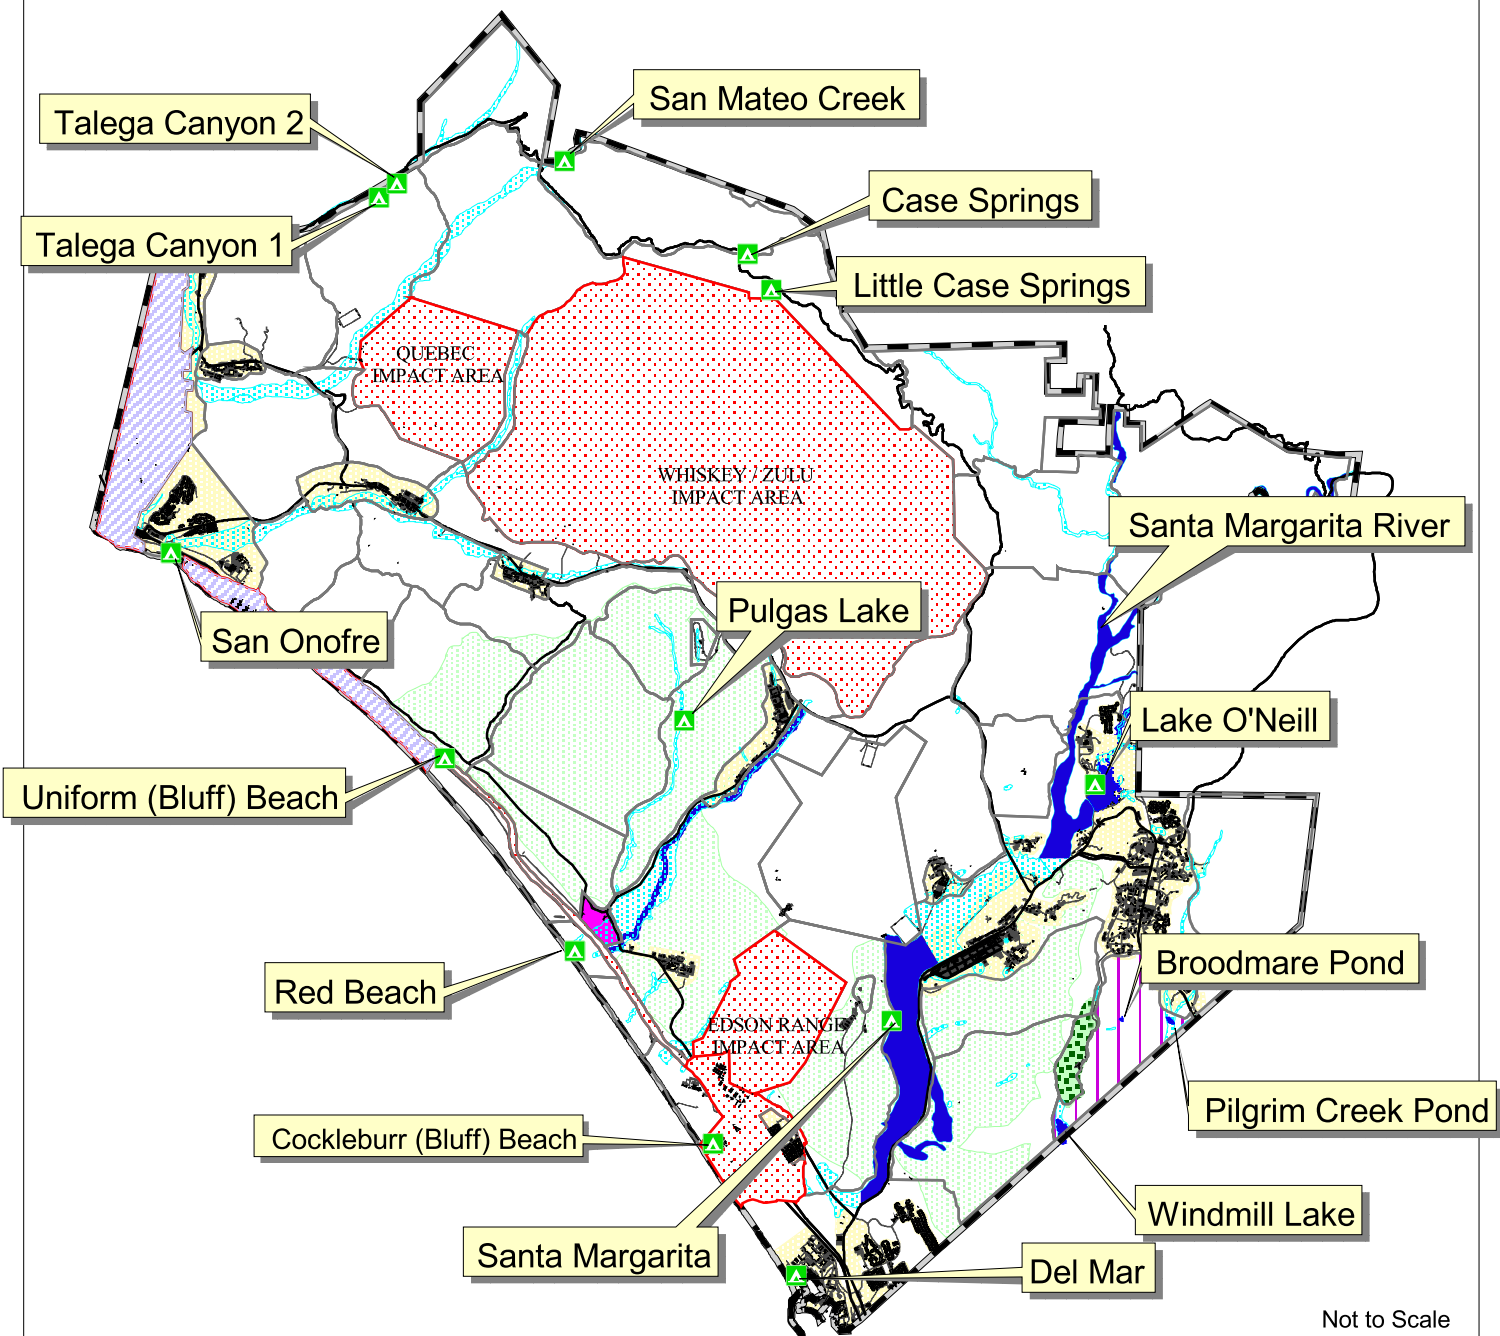 San Mateo Creek
Talega Canyon 2
Case Springs
Talega Canyon 1
Little Case Springs
QUEBEC
IMPACT AREA
WHISKEY / ZULU
IMPACT AREA
Santa Margarita River
Pulgas Lake
San Onofre
Lake O'Neill
Uniform (Bluff) Beach
Broodmare Pond
Red Beach
EDSON RANGE
IMPACT AREA
Pilgrim Creek Pond
Cockleburr (Bluff) Beach
Windmill Lake
Santa Margarita
Del Mar
Not to Scale